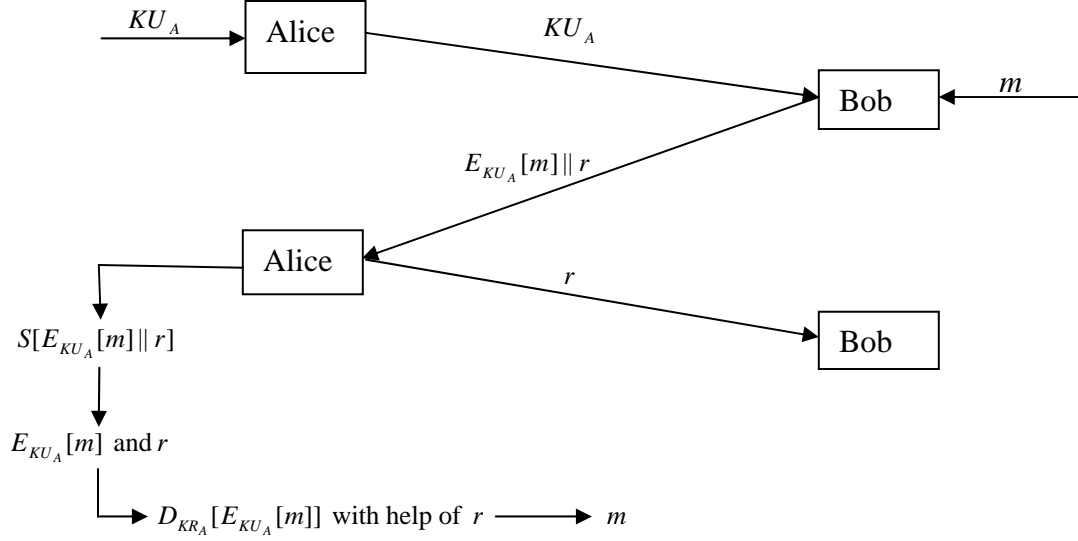 KU_A Alice KU_A
Bob m
E_{KU_A}[m] || r
Alice
r
S[E_{KU_A}[m] || r]
Bob
E_{KU_A}[m] and r
D_{KR_A}[E_{KU_A}[m]] with help of r m